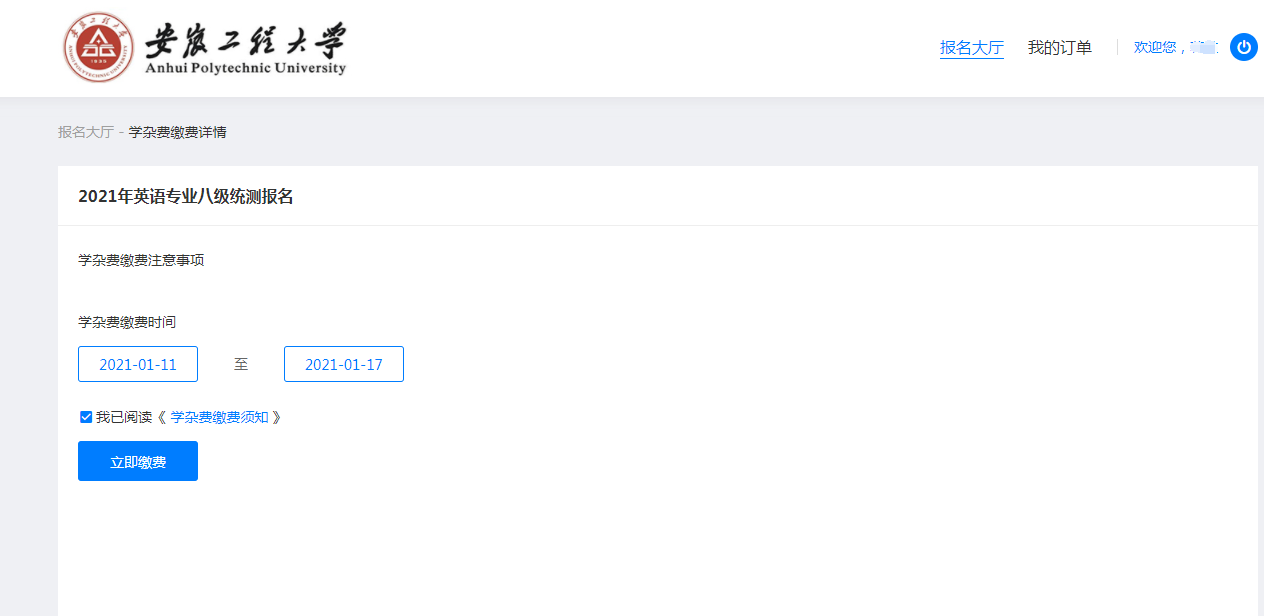 安徽工程大学
Anhui Polytechnic University
报名大厅 我的订单 欢迎您，
报名大厅 - 学杂费缴费详情
2021年英语专业八级统测报名
学杂费缴费注意事项
学杂费缴费时间
2021-01-11 至 2021-01-17
我已阅读《 学杂费缴费须知 》
立即缴费